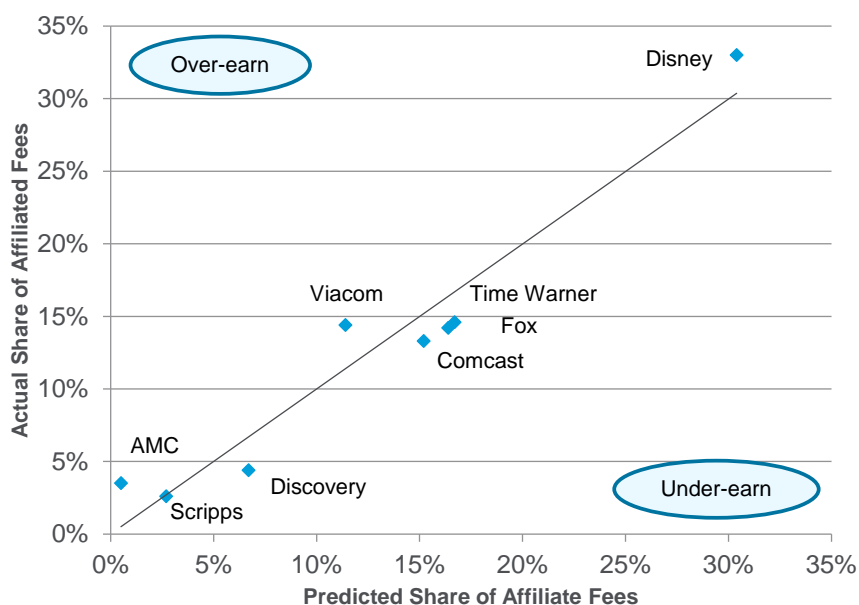 35%
30%
25%
20%
15%
10%
5%
0%
Actual Share of Affiliated Fees
Over-earn
Disney
Viacom
Time Warner
Fox
Comcast
AMC
Discovery
Scripps
Under-earn
0% 5% 10% 15% 20% 25% 30% 35%
Predicted Share of Affiliate Fees